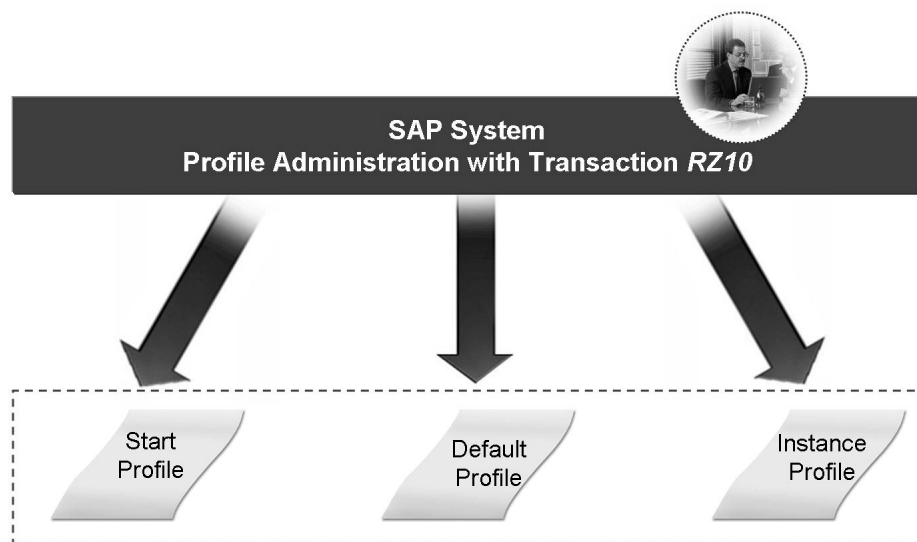 SAP System
Profile Administration with Transaction RZ10
Start
Profile
Default
Profile
Instance
Profile